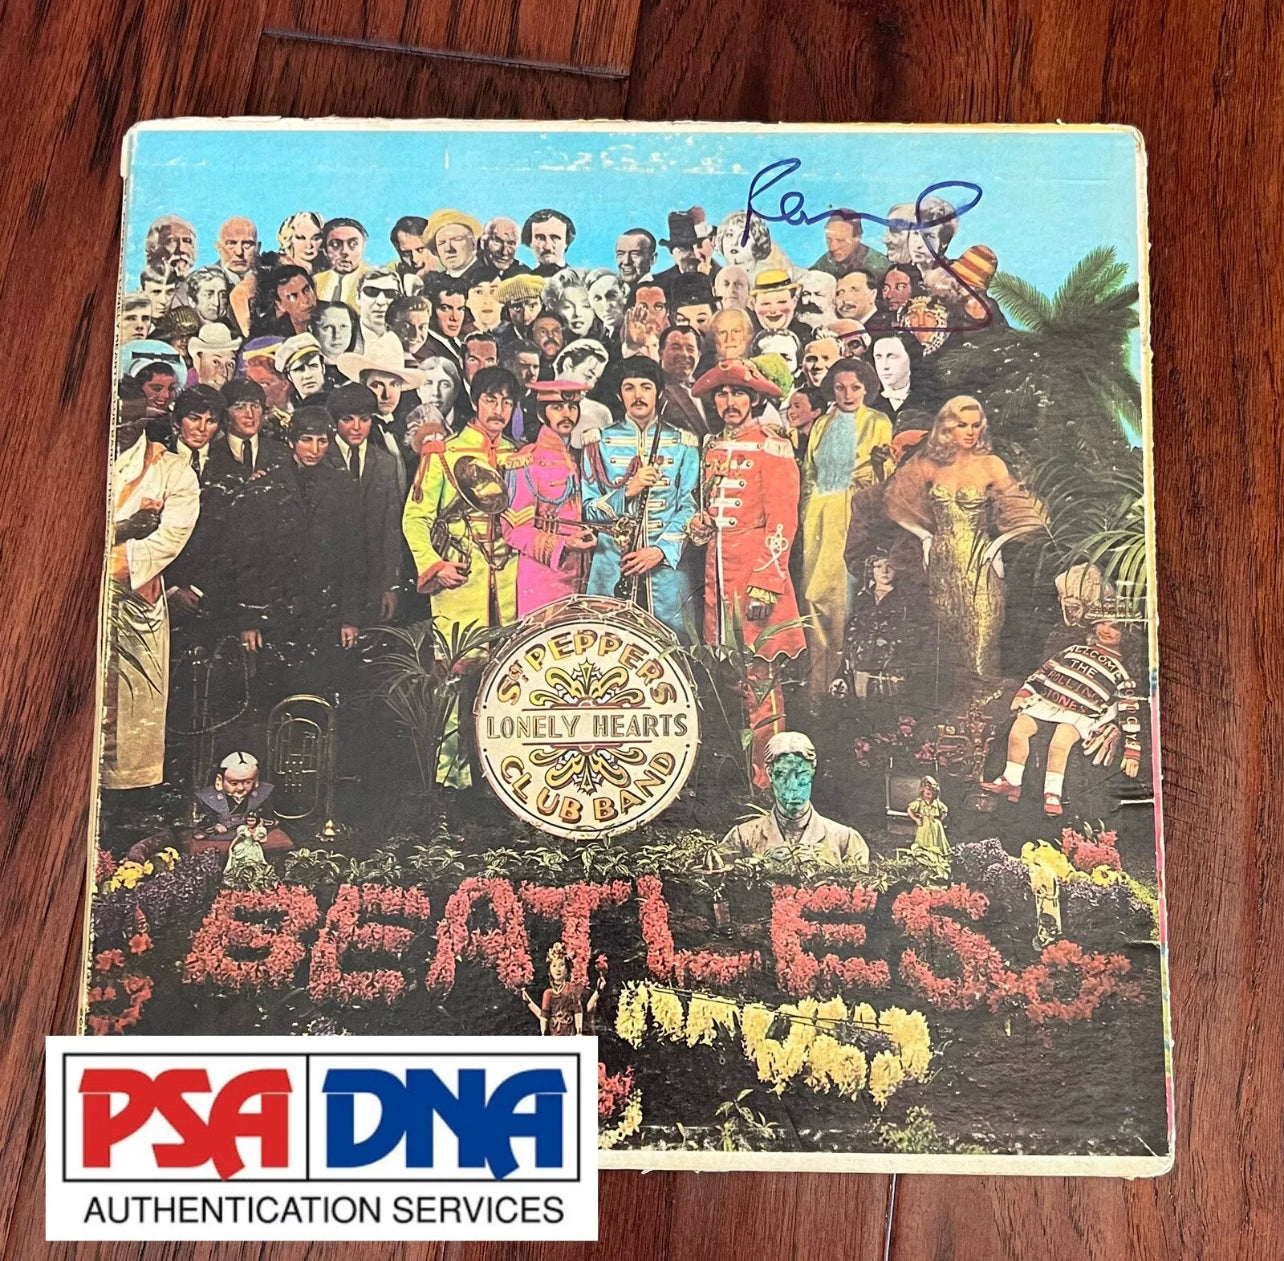 Sgt. PEPPERS
LONELY HEARTS
CLUB BAND
WELCOME
THE
ROLLING
STONES
BEATLES
PSA DNA
AUTHENTICATION SERVICES